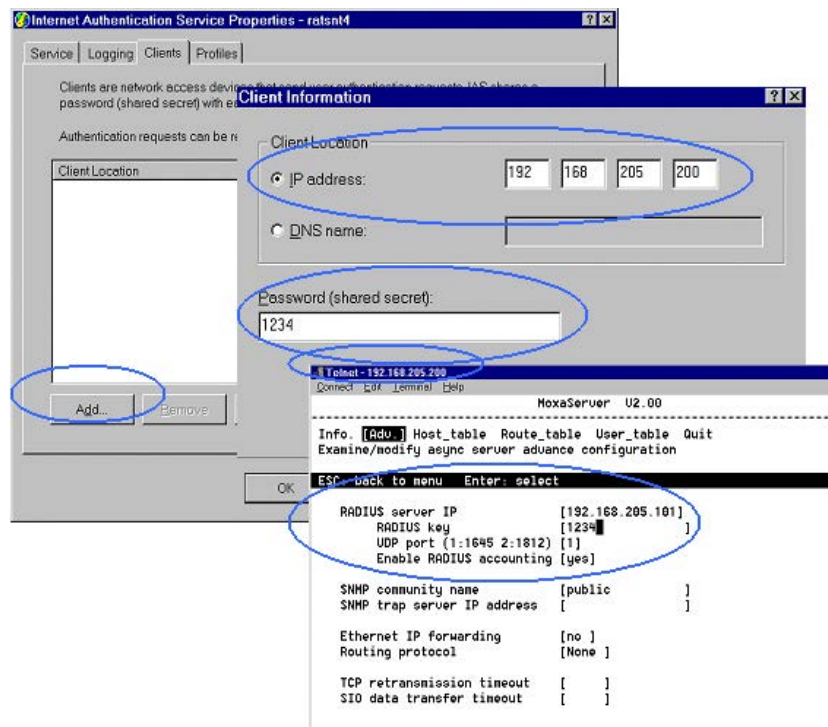 Internet Authentication Service Properties - ratsnt4
Service Logging Clients Profiles
Clients are network access devices that send user authentication requests. IAS shares a
password (shared secret) with ea
Authentication requests can be re
Client Location
Add...
Remove
OK
Client Information
Client Location
IP address: 192 168 205 200
DNS name:
Password (shared secret):
1234
Telnet - 192.168.205.200
Connect Edit Terminal Help
MoxaServer V2.00
Info. [Adv.] Host_table Route_table User_table Quit
Examine/modify async server advance configuration
ESC: back to menu Enter: select
RADIUS server IP [192.168.205.101]
RADIUS key [1234 ]
UDP port (1:1645 2:1812) [1]
Enable RADIUS accounting [yes]
SNMP community name [public ]
SNMP trap server IP address [ ]
Ethernet IP forwarding [no ]
Routing protocol [None ]
TCP retransmission timeout [ ]
SIO data transfer timeout [ ]